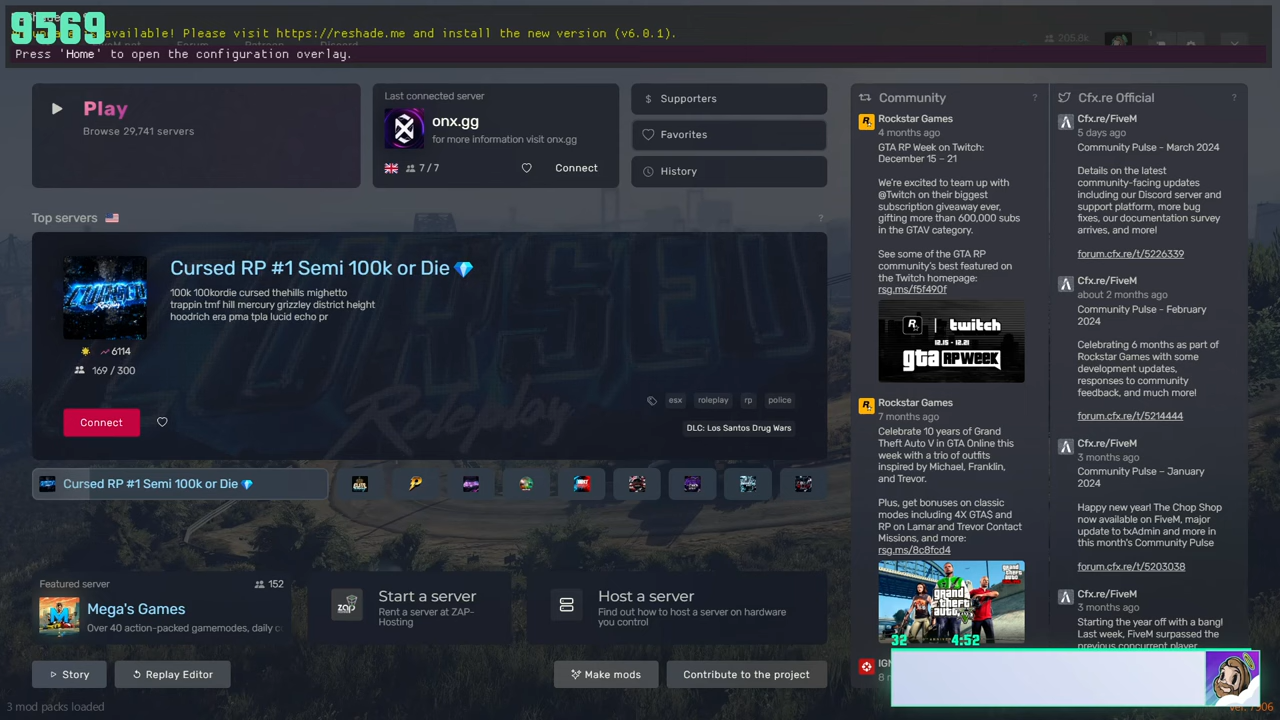 9569
available! Please visit https://reshade.me and install the new version (v6.0.1).
Press 'Home' to open the configuration overlay.
205.8k
Play
Browse 29,741 servers
Last connected server
onx.gg
for more information visit onx.gg
7 / 7
Connect
Supporters
Favorites
History
Top servers
?
Cursed RP #1 Semi 100k or Die💎
100k 100kordie cursed thehills mighetto
trappin tmf hill mercury grizzley district height
hoodrich era pma tpla lucid echo pr
6114
169 / 300
esx
roleplay
rp
police
Connect
DLC: Los Santos Drug Wars
Cursed RP #1 Semi 100k or Die 💎
Featured server
152
Mega's Games
Over 40 action-packed gamemodes, daily c
ZAP
Start a server
Rent a server at ZAP-
Hosting
Host a server
Find out how to host a server on hardware
you control
Story
Replay Editor
Make mods
Contribute to the project
3 mod packs loaded
Community
?
Rockstar Games
4 months ago
GTA RP Week on Twitch:
December 15 – 21
We're excited to team up with
@Twitch on their biggest
subscription giveaway ever,
gifting more than 600,000 subs
in the GTAV category.
See some of the GTA RP
community's best featured on
the Twitch homepage:
rsg.ms/f5f490f
R★ | twitch
12.15 - 12.21
gta RP WEEK
Rockstar Games
7 months ago
Celebrate 10 years of Grand
Theft Auto V in GTA Online this
week with a trio of outfits
inspired by Michael, Franklin,
and Trevor.
Plus, get bonuses on classic
modes including 4X GTA$ and
RP on Lamar and Trevor Contact
Missions, and more:
rsg.ms/8c8fcd4
grand
theft
auto
32
4:52
IGN
8 m
Cfx.re Official
?
Cfx.re/FiveM
5 days ago
Community Pulse - March 2024
Details on the latest
community-facing updates
including our Discord server and
support platform, more bug
fixes, our documentation survey
arrives, and more!
forum.cfx.re/t/5226339
Cfx.re/FiveM
about 2 months ago
Community Pulse - February
2024
Celebrating 6 months as part of
Rockstar Games with some
development updates,
responses to community
feedback, and much more!
forum.cfx.re/t/5214444
Cfx.re/FiveM
3 months ago
Community Pulse – January
2024
Happy new year! The Chop Shop
now available on FiveM, major
update to txAdmin and more in
this month's Community Pulse
forum.cfx.re/t/5203038
Cfx.re/FiveM
3 months ago
Starting the year off with a bang!
Last week, FiveM surpassed the
previous concurrent player